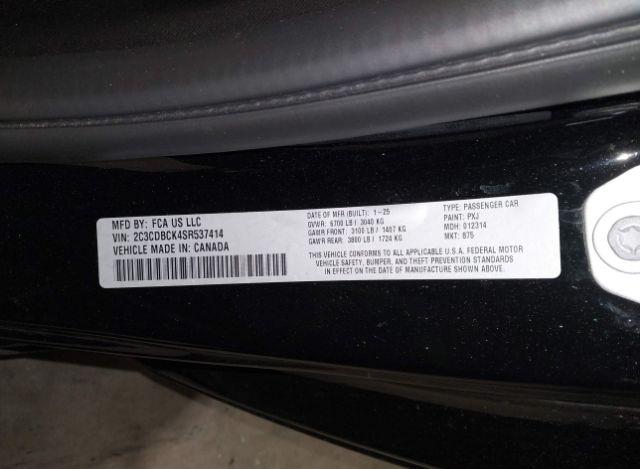 MFD BY: FCA US LLC
VIN: 2C3CDBCK4SR537414
VEHICLE MADE IN: CANADA
DATE OF MFR (BUILT): 1-25
GVWR: 6700 LB / 3040 KG
GAWR FRONT: 3100 LB / 1407 KG
GAWR REAR: 3800 LB / 1724 KG
TYPE: PASSENGER CAR
PAINT: PXJ
MDH: 012314
MKT: 875
THIS VEHICLE CONFORMS TO ALL APPLICABLE U.S.A. FEDERAL MOTOR
VEHICLE SAFETY, BUMPER, AND THEFT PREVENTION STANDARDS
IN EFFECT ON THE DATE OF MANUFACTURE SHOWN ABOVE.